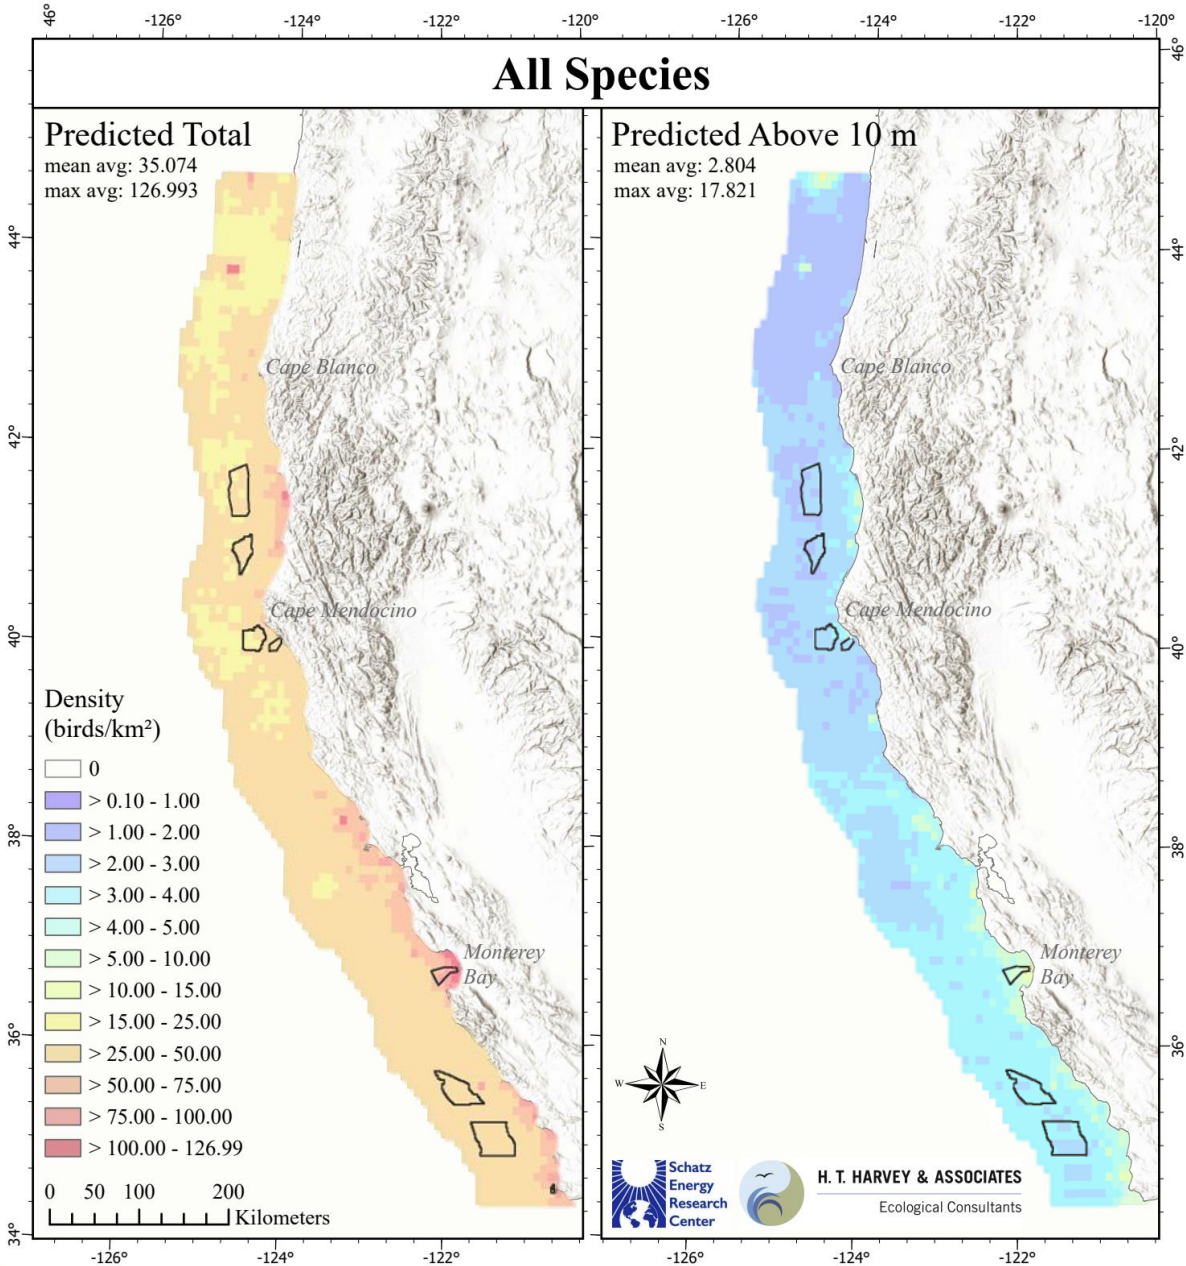 46° -126° -124° -122° -120° -126° -124° -122° -120° 46°
All Species
Predicted Total
mean avg: 35.074
max avg: 126.993
Predicted Above 10 m
mean avg: 2.804
max avg: 17.821
44° 44°
Cape Blanco Cape Blanco
42° 42°
Cape Mendocino Cape Mendocino
40° 40°
Density
(birds/km²)
0
> 0.10 - 1.00
> 1.00 - 2.00
> 2.00 - 3.00
> 3.00 - 4.00
> 4.00 - 5.00
> 5.00 - 10.00
> 10.00 - 15.00
> 15.00 - 25.00
> 25.00 - 50.00
> 50.00 - 75.00
> 75.00 - 100.00
> 100.00 - 126.99
38° 38°
Monterey
Bay
Monterey
Bay
36° 36°
N
W E
S
0 50 100 200
Kilometers
Schatz
Energy
Research
Center
H. T. HARVEY & ASSOCIATES
Ecological Consultants
34°
-126° -124° -122° -126° -124° -122°